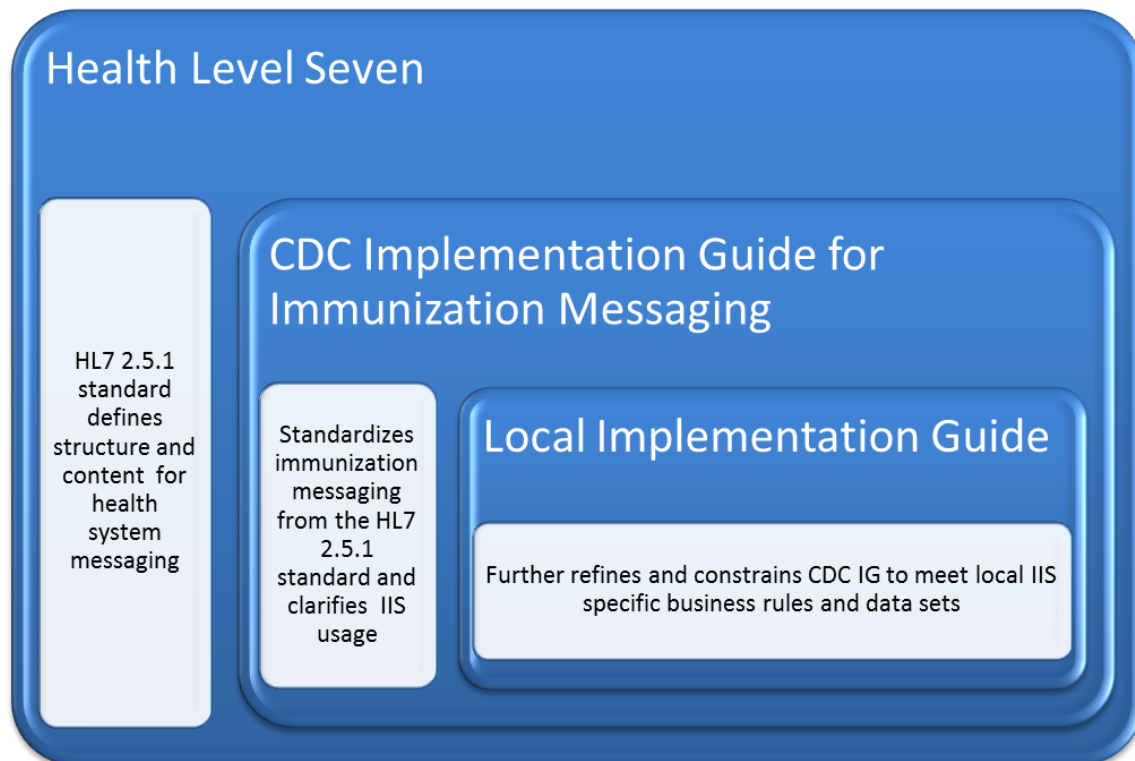 Health Level Seven
HL7 2.5.1
standard
defines
structure and
content for
health
system
messaging
CDC Implementation Guide for
Immunization Messaging
Standardizes
immunization
messaging
from the HL7
2.5.1
standard and
clarifies IIS
usage
Local Implementation Guide
Further refines and constrains CDC IG to meet local IIS
specific business rules and data sets